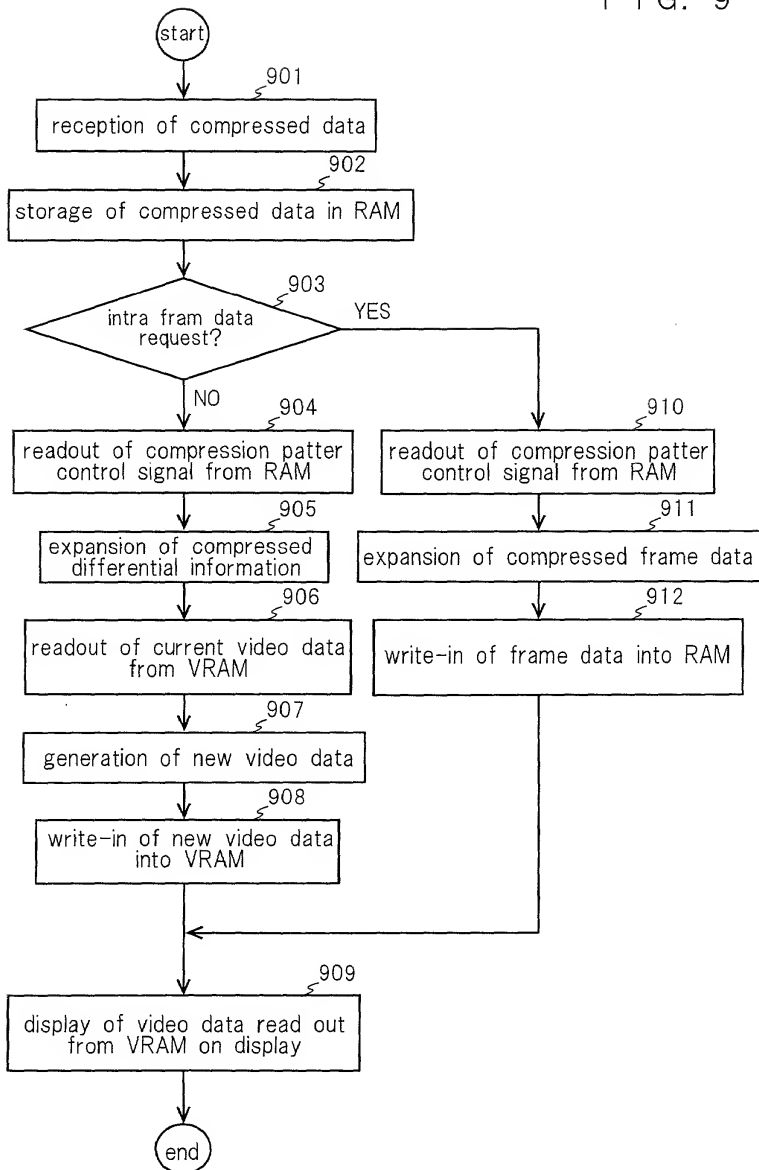 F I G. 9
start
901
reception of compressed data
902
storage of compressed data in RAM
903
intra fram data
request?
YES
NO
904
readout of compression patter
control signal from RAM
905
expansion of compressed
differential information
906
readout of current video data
from VRAM
907
generation of new video data
908
write-in of new video data
into VRAM
910
readout of compression patter
control signal from RAM
911
expansion of compressed frame data
912
write-in of frame data into RAM
909
display of video data read out
from VRAM on display
end